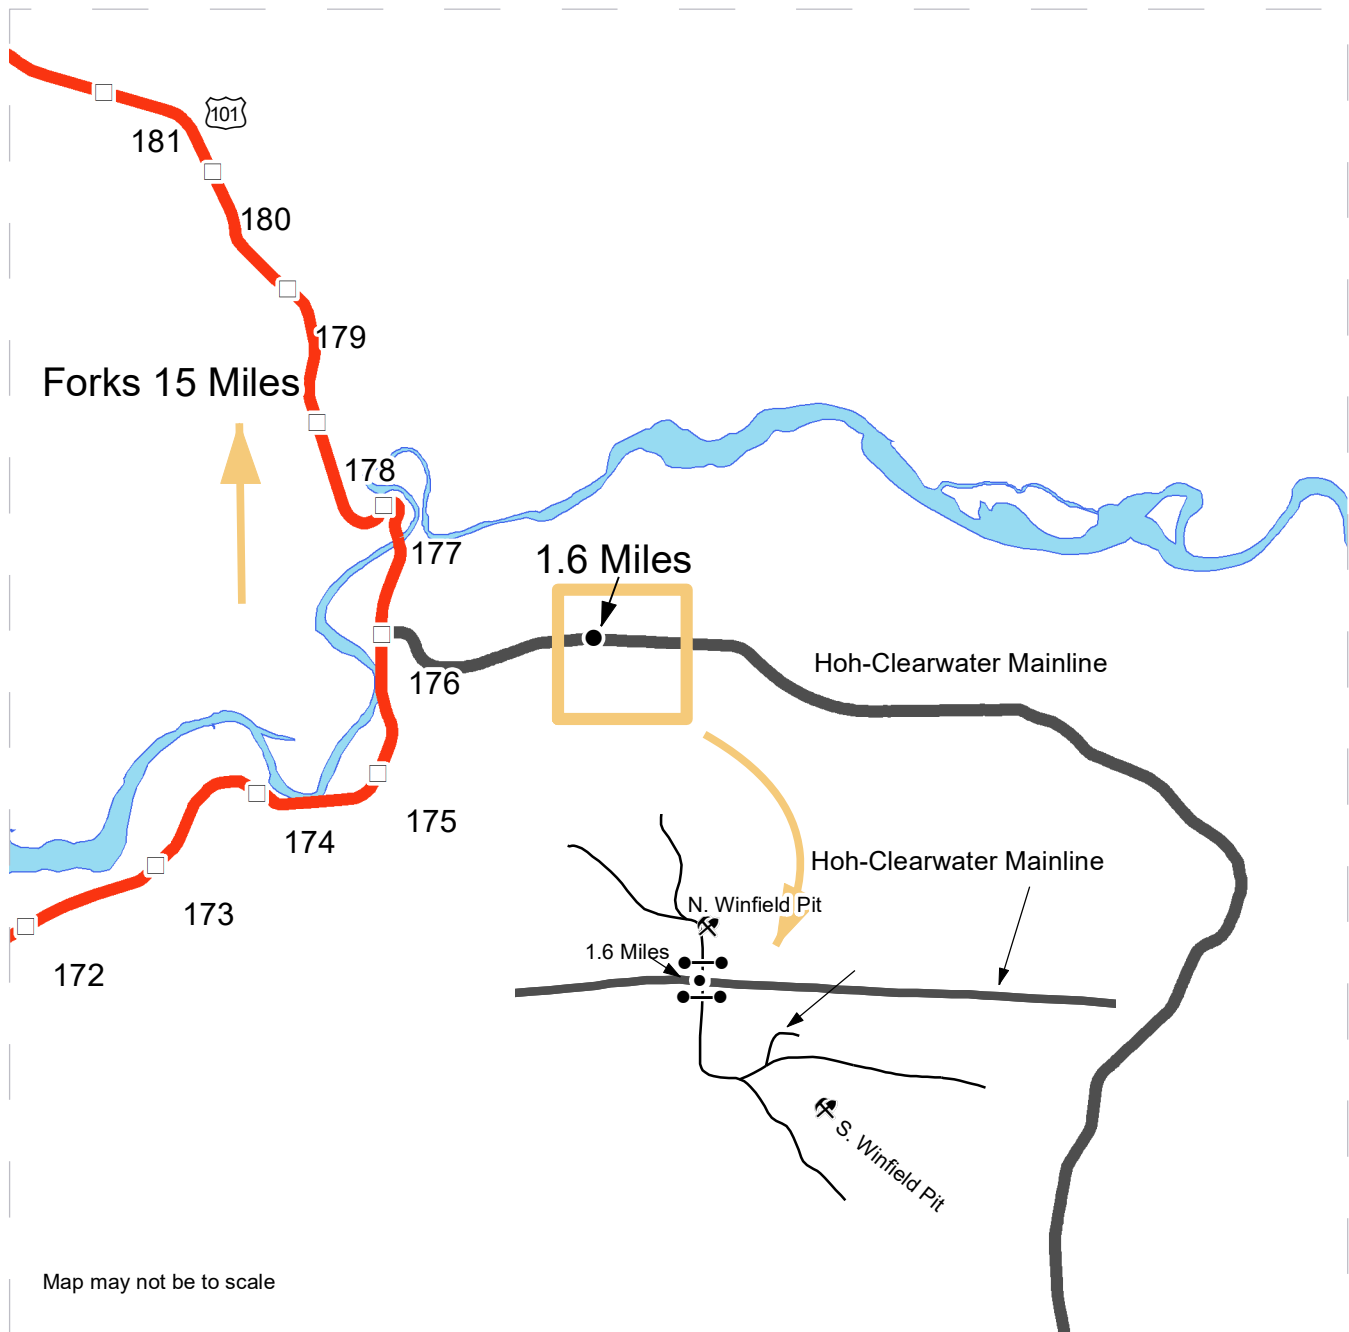 101
181
180
179
Forks 15 Miles
178
177
1.6 Miles
Hoh-Clearwater Mainline
176
175
174
Hoh-Clearwater Mainline
N. Winfield Pit
173
1.6 Miles
172
S. Winfield Pit
Map may not be to scale